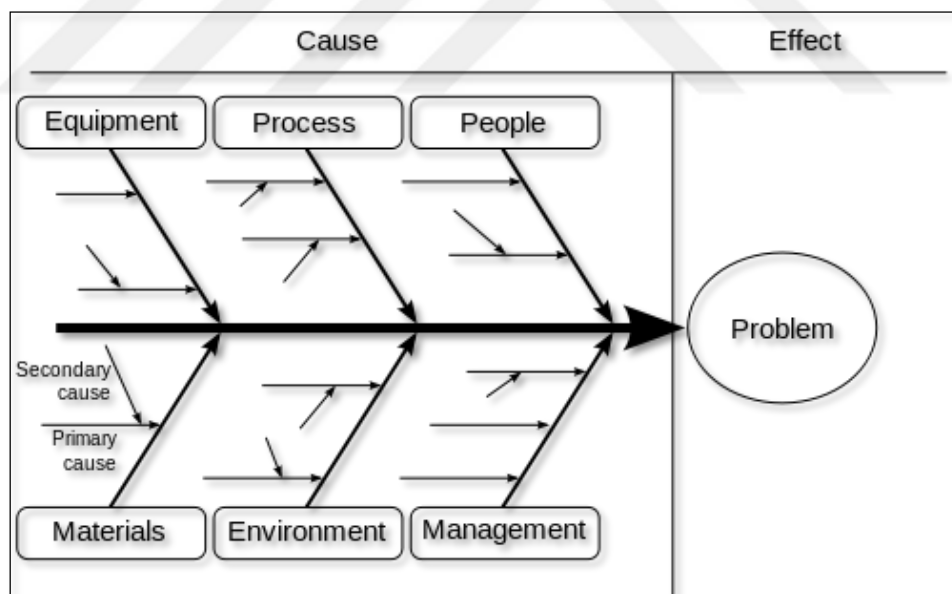 Cause
Effect
Equipment
Process
People
Problem
Secondary
cause
Primary
cause
Materials
Environment
Management